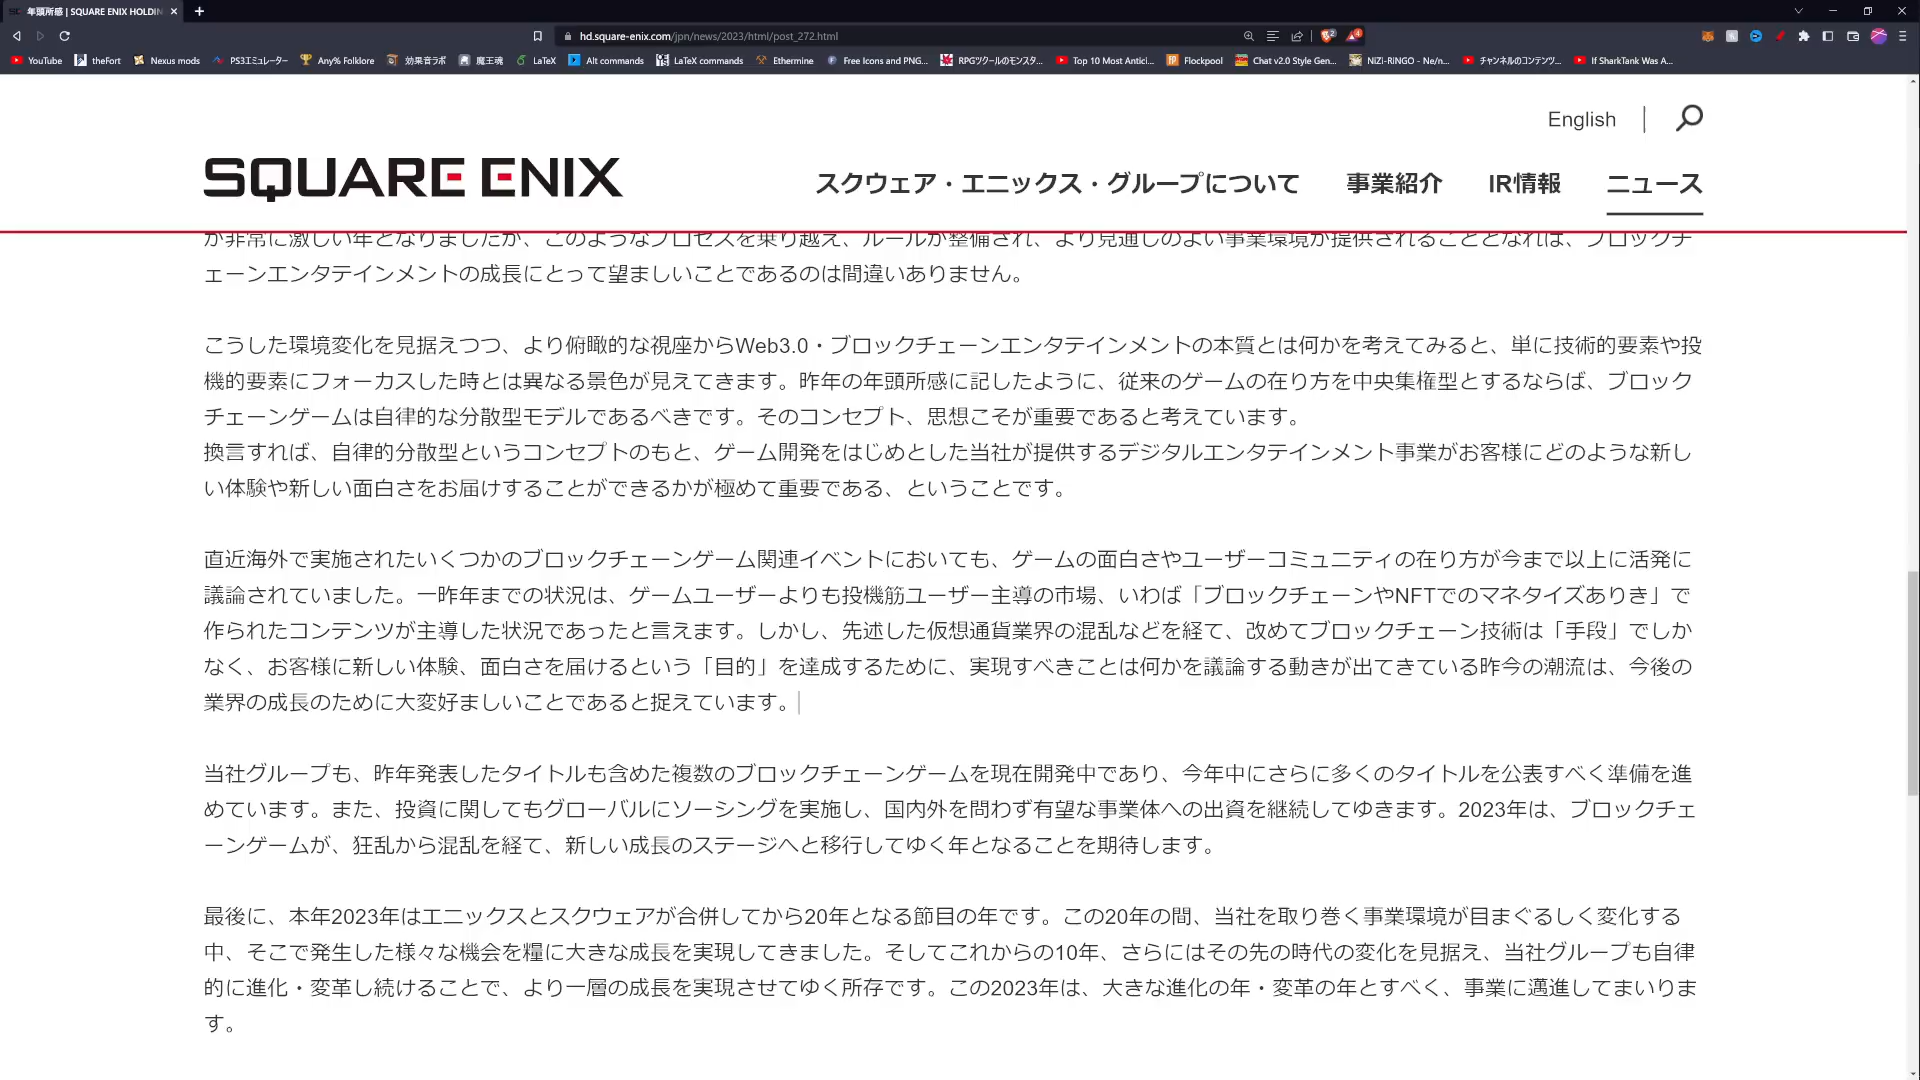 年頭所感 | SQUARE ENIX HOLDIN
hd.square-enix.com/jpn/news/2023/html/post_272.html
YouTube theFort Nexus mods PS3エミュレーター Any% Folklore 効果音ラボ 魔王魂 LaTeX Alt commands LaTeX commands Ethermine Free Icons and PNG... RPGツクールのモンスタ... Top 10 Most Antici... Flockpool Chat v2.0 Style Gen... NIZI-RiNGO - Ne/n... チャンネルのコンテンツ... If SharkTank Was A...
English
SQUARE ENIX
スクウェア・エニックス・グループについて 事業紹介 IR情報 ニュース
が非常に激しい年となりましたが、このようなプロセスを乗り越え、ルールが整備され、より見通しのよい事業環境が提供されることとなれば、ブロックチ
ェーンエンタテインメントの成長にとって望ましいことであるのは間違いありません。
こうした環境変化を見据えつつ、より俯瞰的な視座からWeb3.0・ブロックチェーンエンタテインメントの本質とは何かを考えてみると、単に技術的要素や投
機的要素にフォーカスした時とは異なる景色が見えてきます。昨年の年頭所感に記したように、従来のゲームの在り方を中央集権型とするならば、ブロック
チェーンゲームは自律的な分散型モデルであるべきです。そのコンセプト、思想こそが重要であると考えています。
換言すれば、自律的分散型というコンセプトのもと、ゲーム開発をはじめとした当社が提供するデジタルエンタテインメント事業がお客様にどのような新し
い体験や新しい面白さをお届けすることができるかが極めて重要である、ということです。
直近海外で実施されたいくつかのブロックチェーンゲーム関連イベントにおいても、ゲームの面白さやユーザーコミュニティの在り方が今まで以上に活発に
議論されていました。一昨年までの状況は、ゲームユーザーよりも投機筋ユーザー主導の市場、いわば「ブロックチェーンやNFTでのマネタイズありき」で
作られたコンテンツが主導した状況であったと言えます。しかし、先述した仮想通貨業界の混乱などを経て、改めてブロックチェーン技術は「手段」でしか
なく、お客様に新しい体験、面白さを届けるという「目的」を達成するために、実現すべきことは何かを議論する動きが出てきている昨今の潮流は、今後の
業界の成長のために大変好ましいことであると捉えています。
当社グループも、昨年発表したタイトルも含めた複数のブロックチェーンゲームを現在開発中であり、今年中にさらに多くのタイトルを公表すべく準備を進
めています。また、投資に関してもグローバルにソーシングを実施し、国内外を問わず有望な事業体への出資を継続してゆきます。2023年は、ブロックチェ
ーンゲームが、狂乱から混乱を経て、新しい成長のステージへと移行してゆく年となることを期待します。
最後に、本年2023年はエニックスとスクウェアが合併してから20年となる節目の年です。この20年の間、当社を取り巻く事業環境が目まぐるしく変化する
中、そこで発生した様々な機会を糧に大きな成長を実現してきました。そしてこれからの10年、さらにはその先の時代の変化を見据え、当社グループも自律
的に進化・変革し続けることで、より一層の成長を実現させてゆく所存です。この2023年は、大きな進化の年・変革の年とすべく、事業に邁進してまいりま
す。